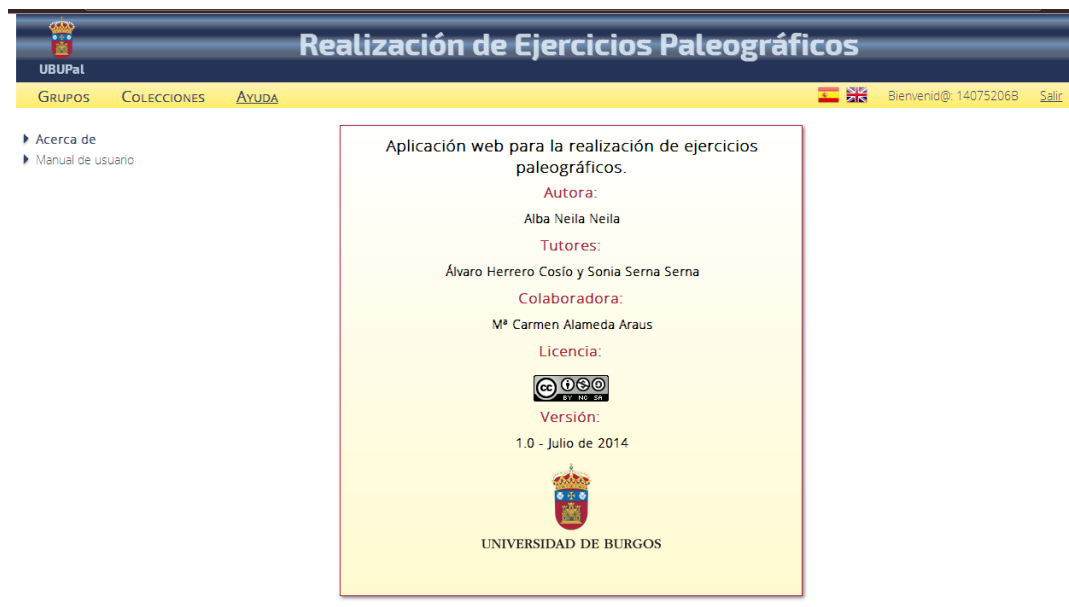 Realización de Ejercicios Paleográficos
UBUPal
GRUPOS COLECCIONES AYUDA Bienvenid@: 14075206B Salir
Acerca de
Manual de usuario
Aplicación web para la realización de ejercicios
paleográficos.
Autora:
Alba Neila Neila
Tutores:
Álvaro Herrero Cosío y Sonia Serna Serna
Colaboradora:
Mª Carmen Alameda Araus
Licencia:
cc BY NC SA
Versión:
1.0 - Julio de 2014
UNIVERSIDAD DE BURGOS